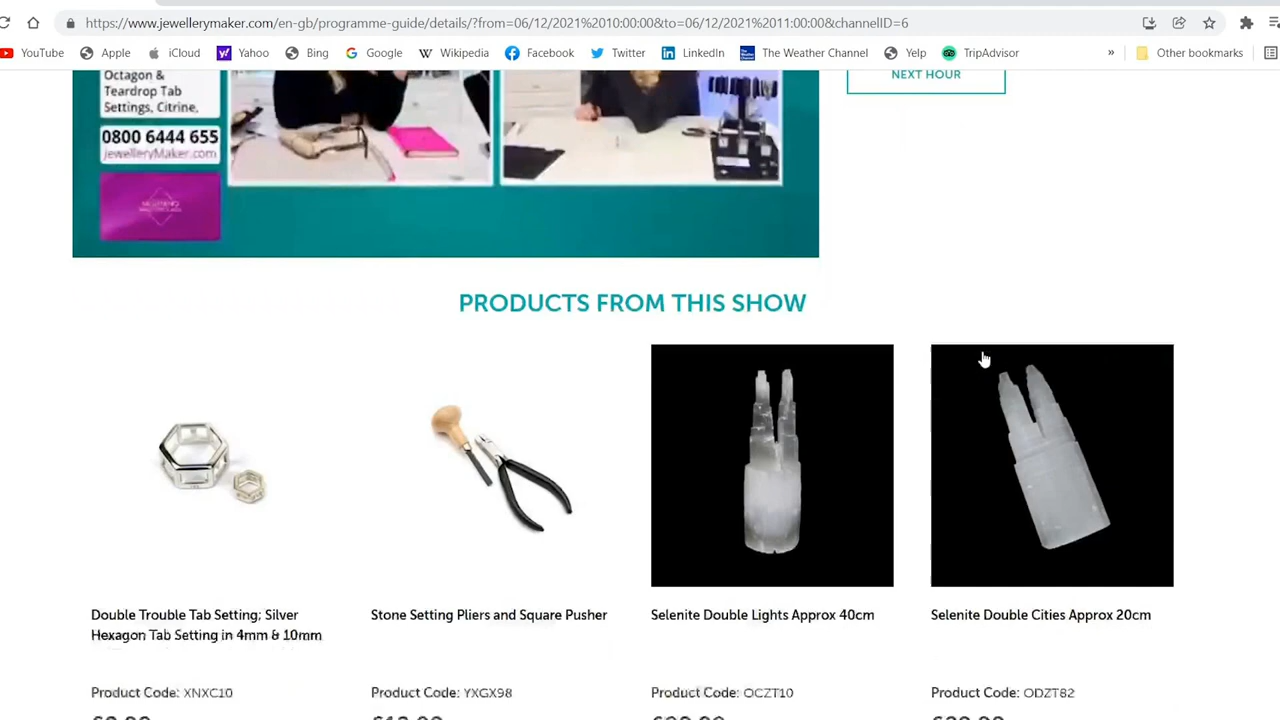 https://www.jewellerymaker.com/en-gb/programme-guide/details/?from=06/12/2021%2010:00:00&to=06/12/2021%2011:00:00&channelID=6
YouTube Apple iCloud Yahoo Bing Google Wikipedia Facebook Twitter LinkedIn The Weather Channel Yelp TripAdvisor » Other bookmarks
Octagon &
Teardrop Tab
Settings, Citrine,
0800 6444 655
jewelleryMaker.com
NEXT HOUR
PRODUCTS FROM THIS SHOW
Double Trouble Tab Setting; Silver
Hexagon Tab Setting in 4mm & 10mm
Stone Setting Pliers and Square Pusher
Selenite Double Lights Approx 40cm
Selenite Double Cities Approx 20cm
Product Code: XNXC10
Product Code: YXGX98
Product Code: OCZT10
Product Code: ODZT82